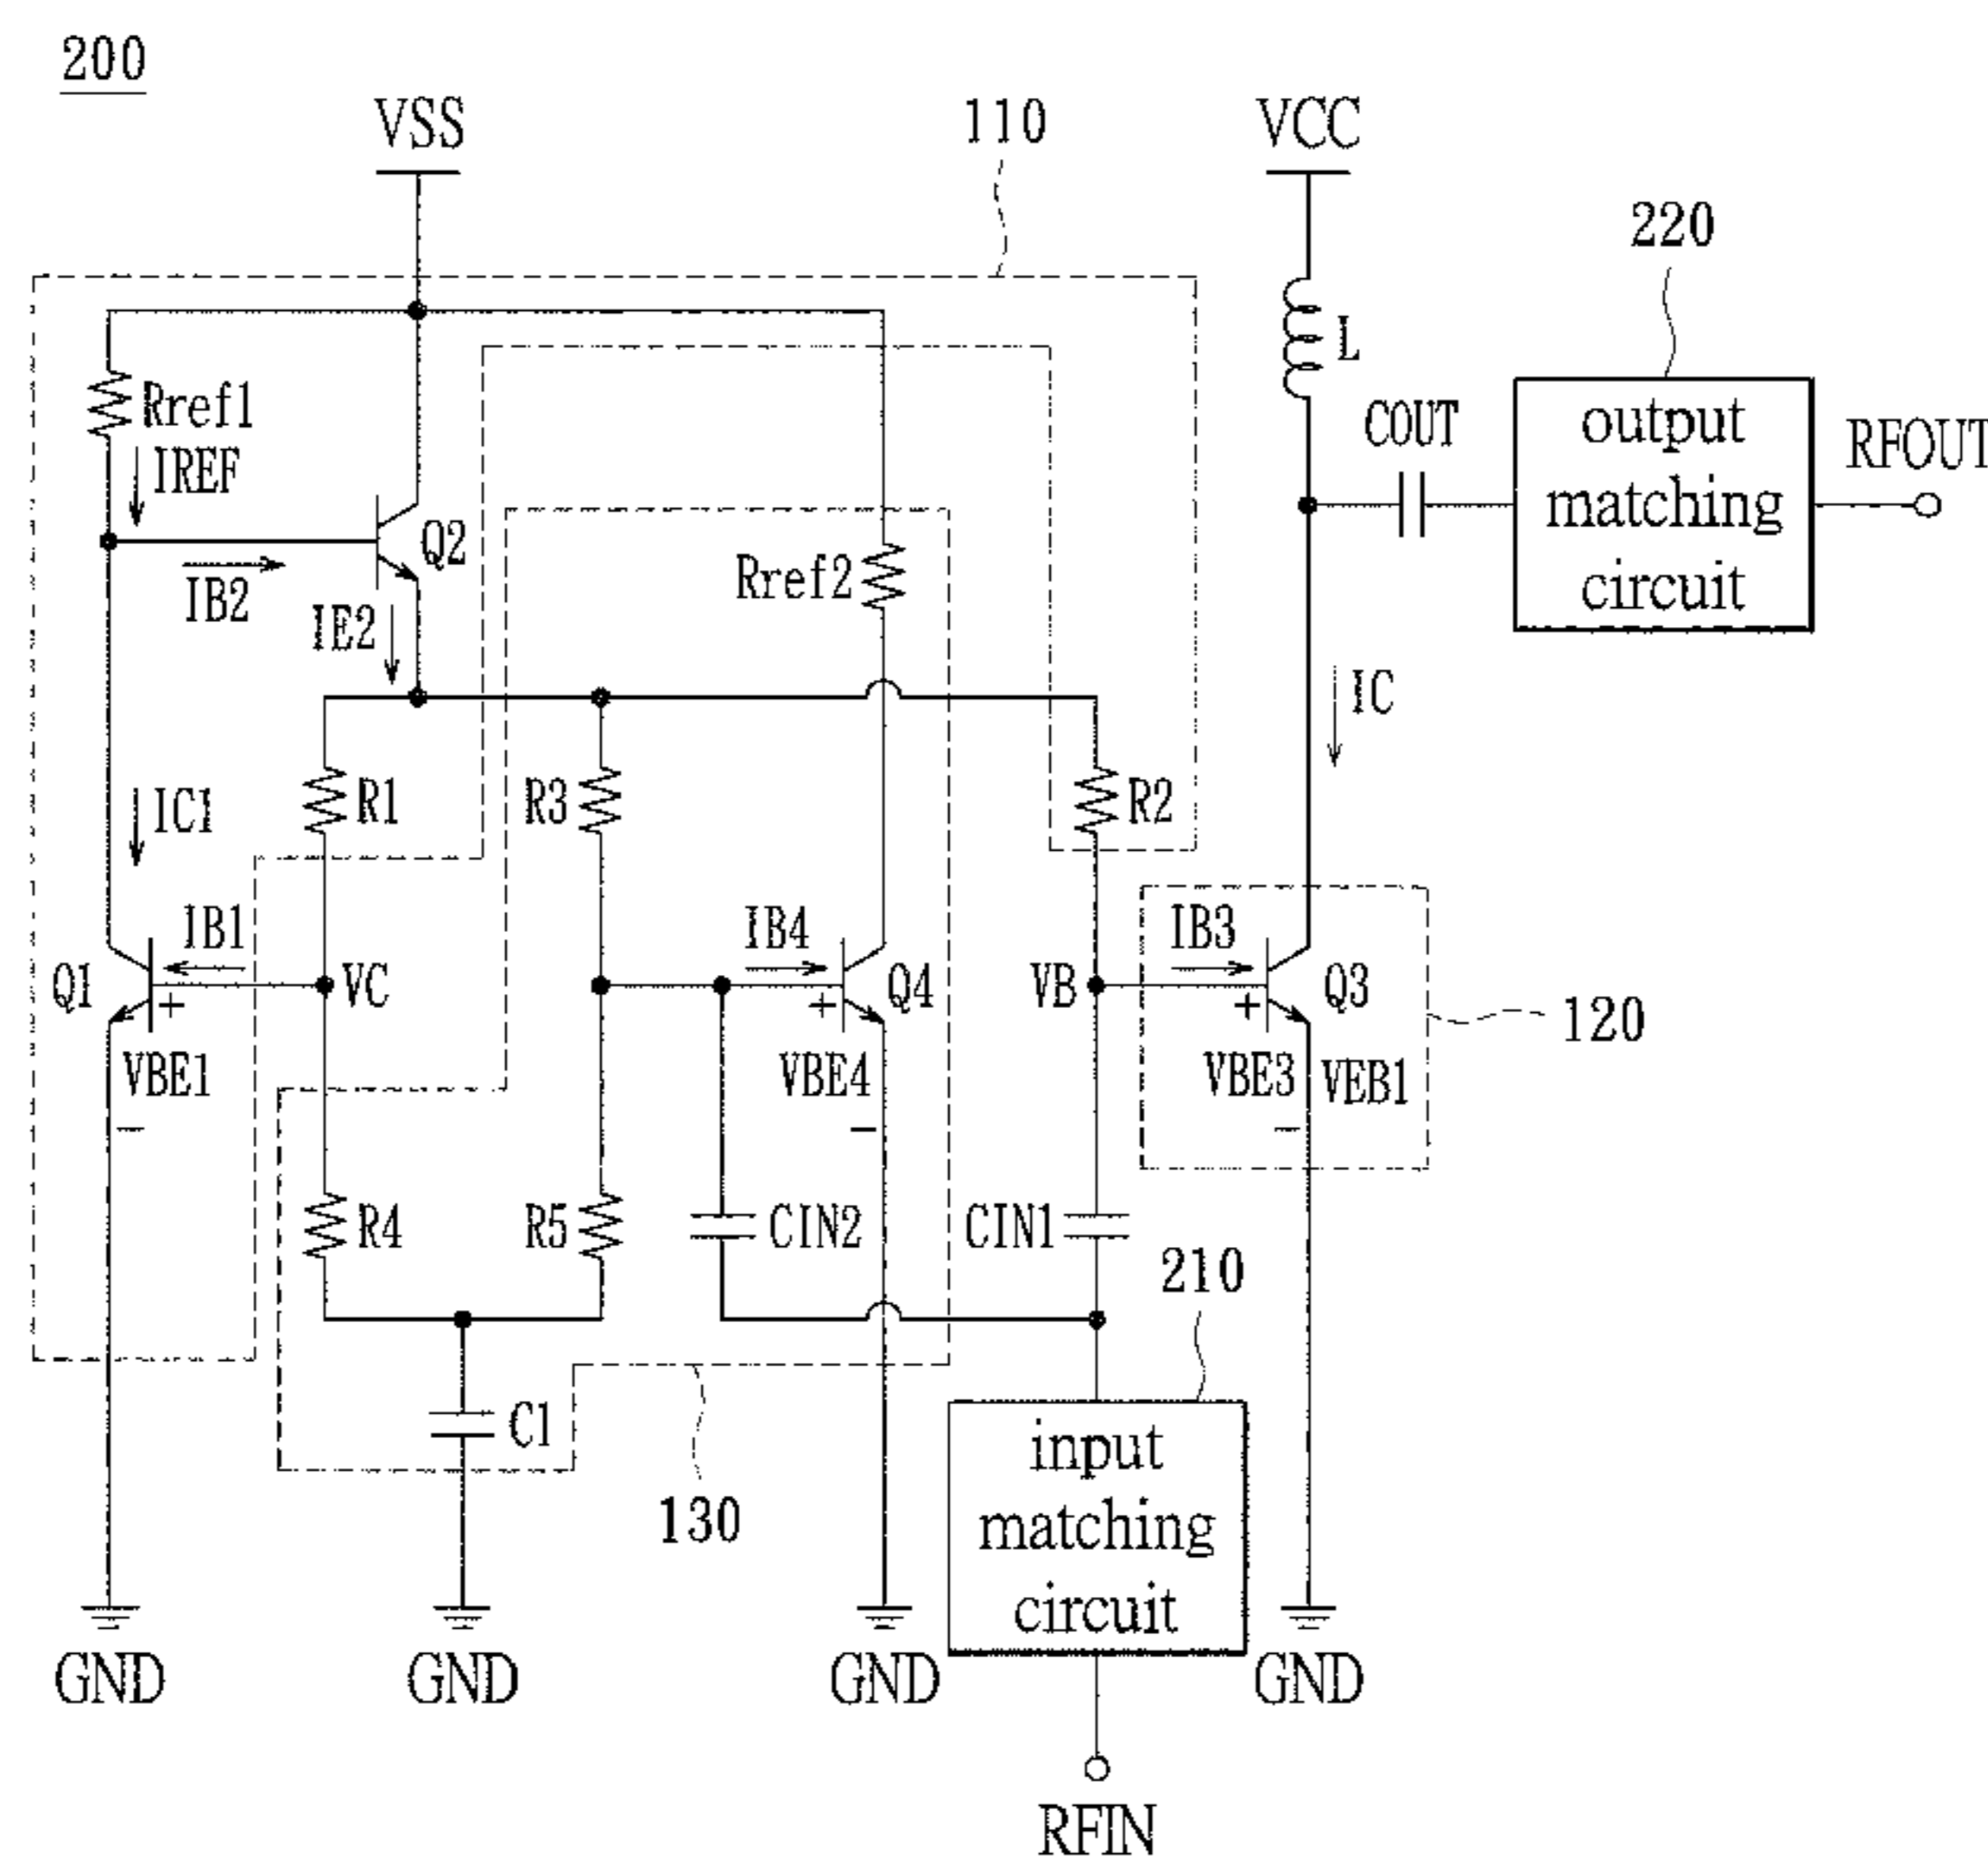 200
VSS
110
VCC
220
L
Rref1
COUT
output
matching
circuit
RFOUT
IREF
Q2
IB2
Rref2
IE2
IC
IC1
R1
R3
R2
IB1
IB4
IB3
Q1
VC
Q4
VB
Q3
120
+
+
+
VBE1
VBE4
VBE3
VEB1
−
−
−
R4
R5
CIN2
CIN1
210
C1
130
input
matching
circuit
GND
GND
GND
GND
RFIN